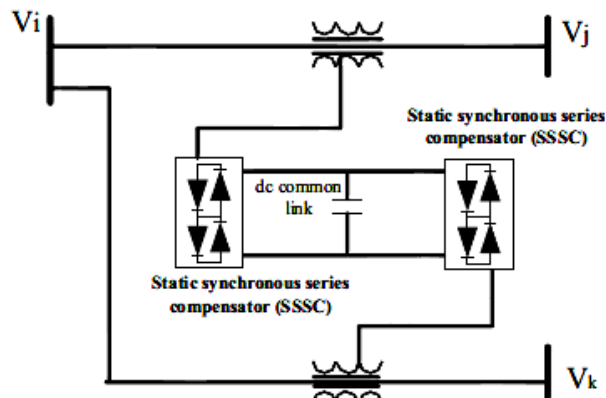 Vi
Vj
Static synchronous series
compensator (SSSC)
dc common
link
Static synchronous series
compensator (SSSC)
Vk